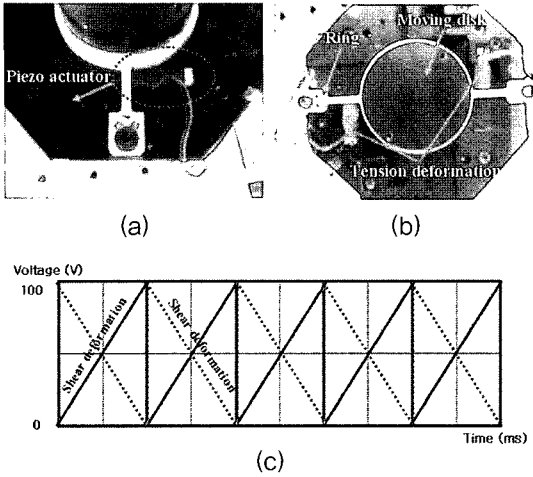 Piezo actuator
(a)
Moving disk
Ring
Tension deformation
(b)
Voltage (V)
100
Shear deformation
Shear deformation
0
Time (ms)
(c)